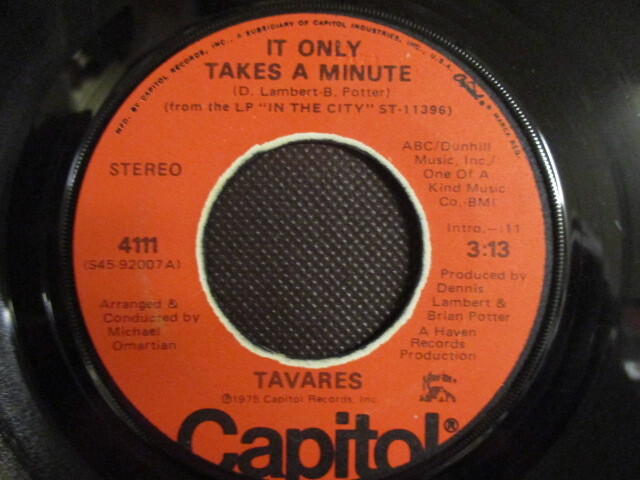 MFD. BY CAPITOL RECORDS, INC., A SUBSIDIARY OF CAPITOL INDUSTRIES, INC., U.S.A.
Capitol® MARCA REG.
IT ONLY
TAKES A MINUTE
(D. Lambert-B. Potter)
(from the LP "IN THE CITY" ST-11396)
STEREO
ABC/Dunhill
Music, Inc./
One Of A
Kind Music
Co.-BMI
4111
(S45-92007A)
Intro.-:11
3:13
Arranged &
Conducted by
Michael
Omartian
Produced by
Dennis
Lambert &
Brian Potter
A Haven
Records
Production
TAVARES
℗1975 Capitol Records, Inc.
Capitol®